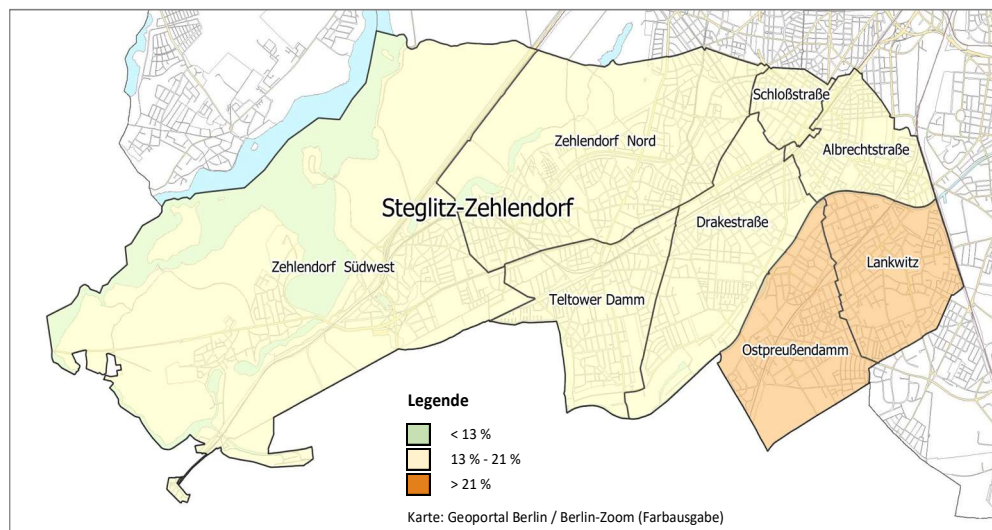 Schloßstraße
Zehlendorf Nord
Albrechtstraße
Steglitz-Zehlendorf
Drakestraße
Zehlendorf Südwest
Lankwitz
Teltower Damm
Ostpreußendamm
Legende
< 13 %
13 % - 21 %
> 21 %
Karte: Geoportal Berlin / Berlin-Zoom (Farbausgabe)